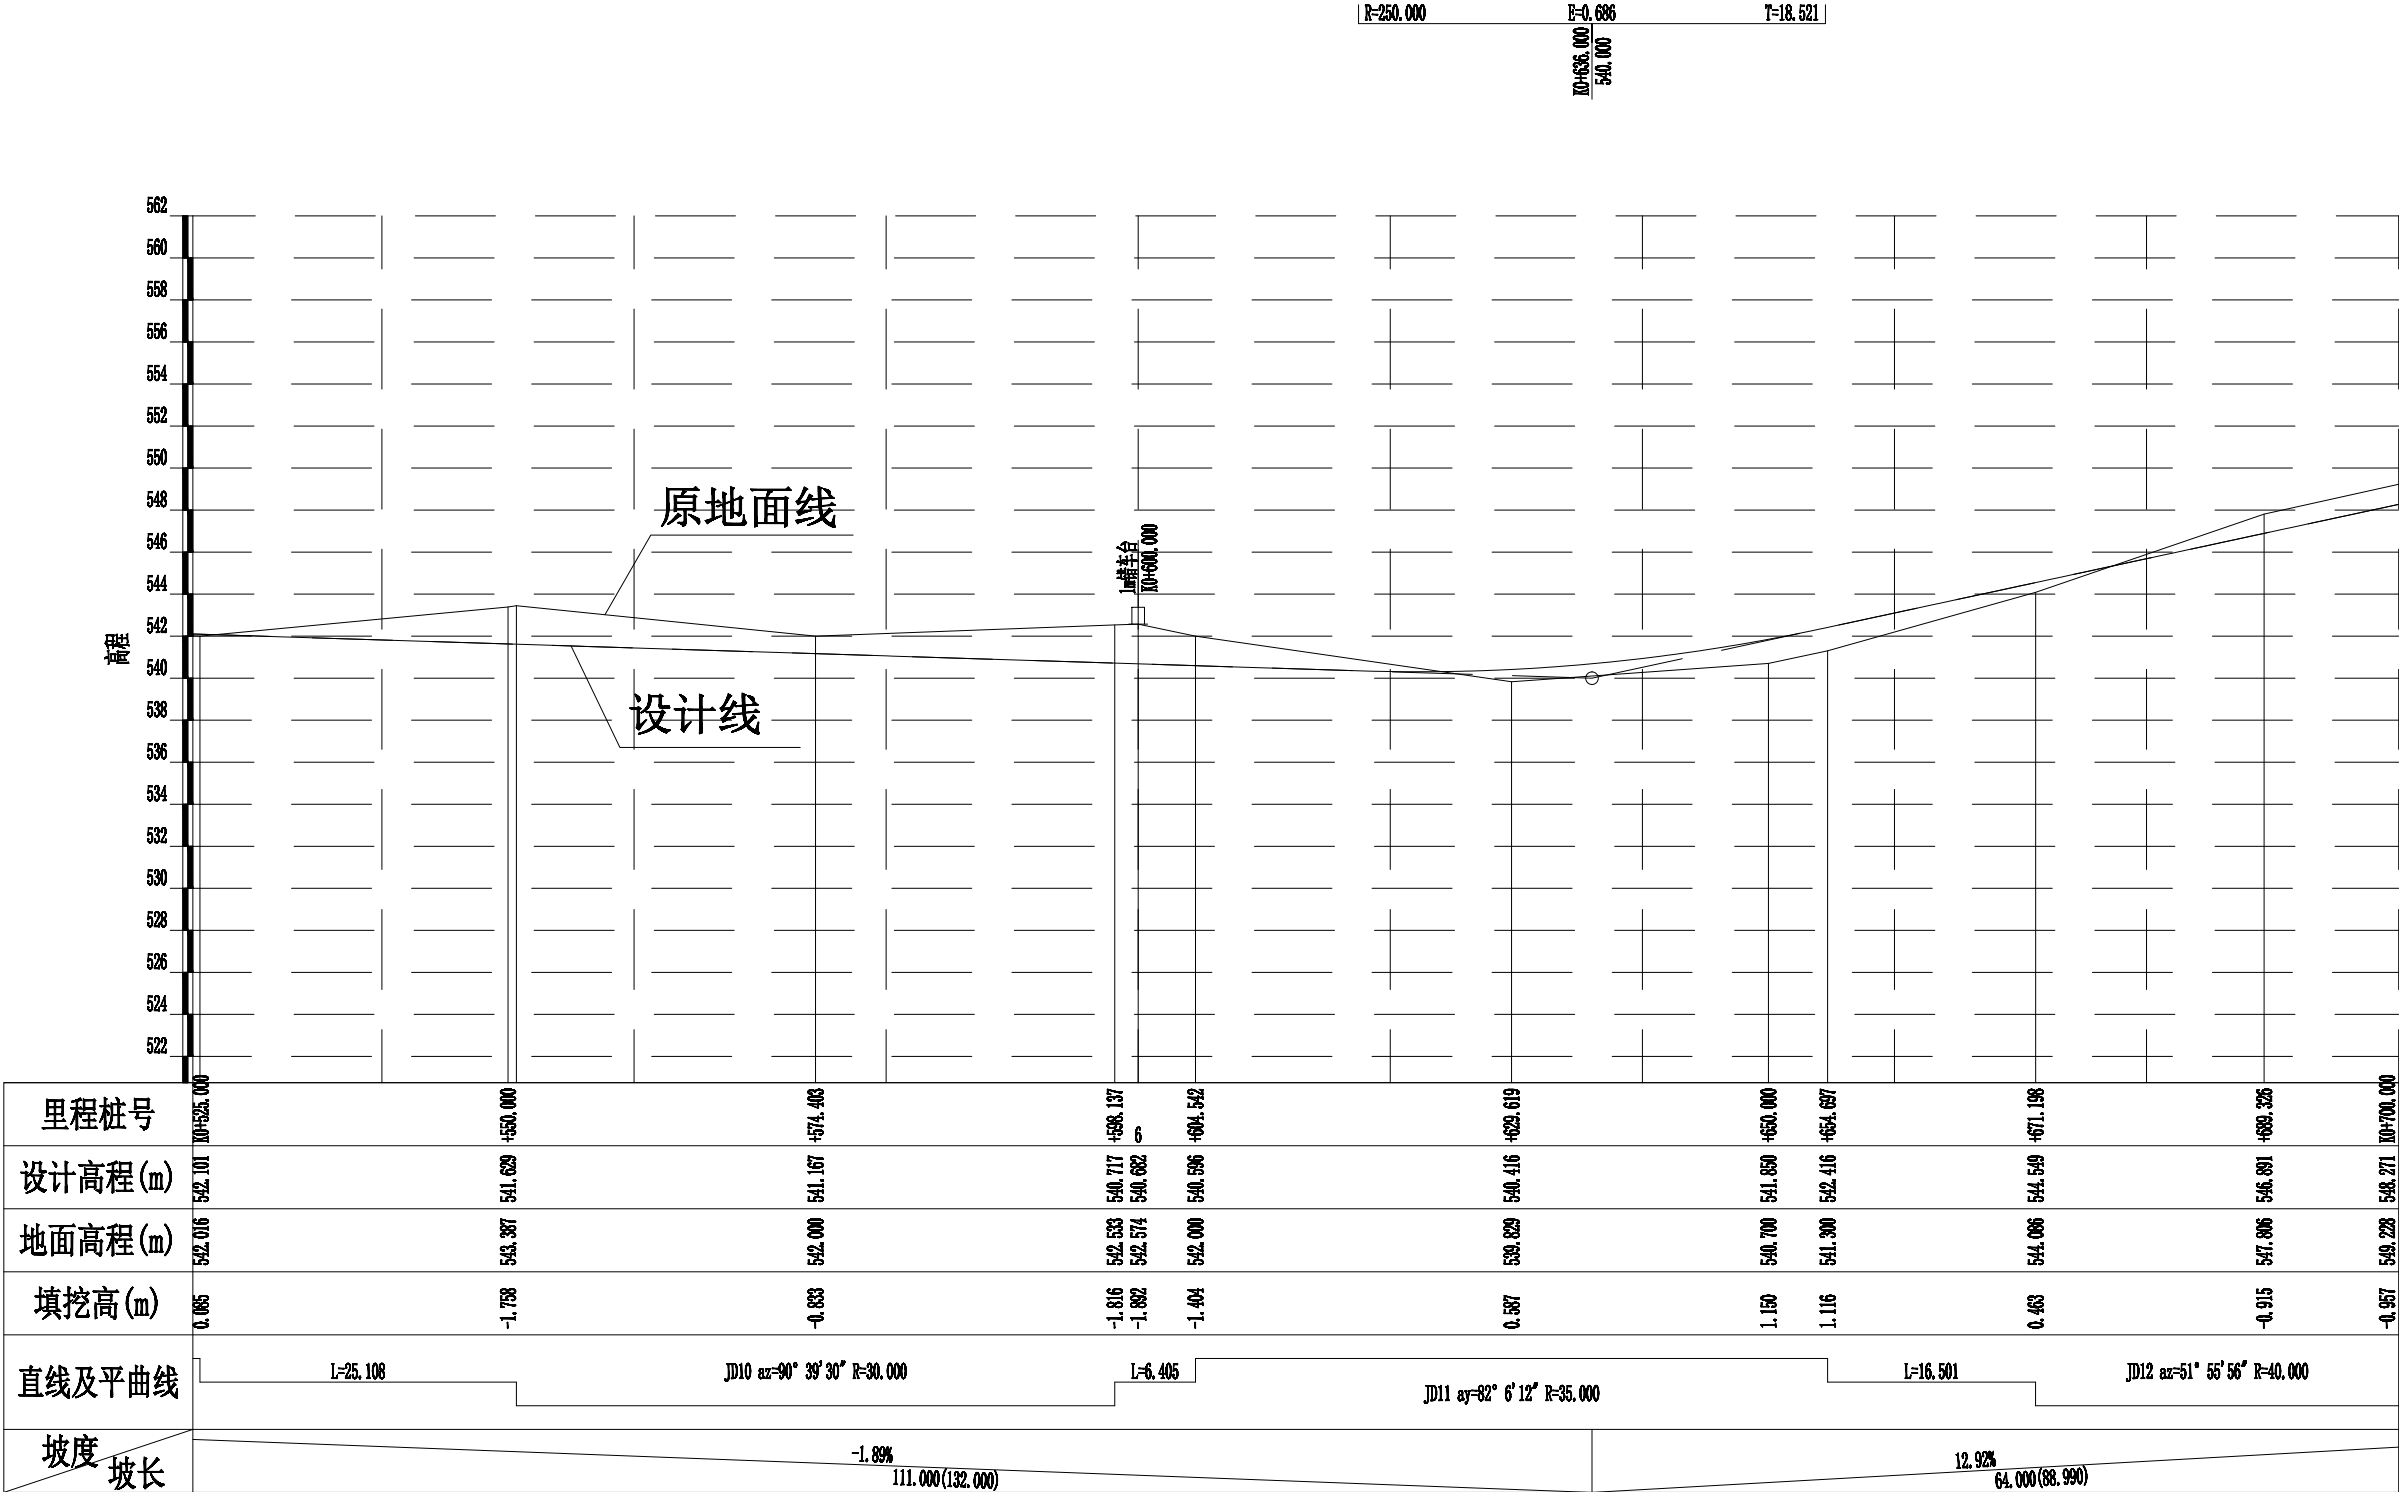 R=250.000 E=0.686 T=18.521
K0+636.000
540.000
562
560
558
556
554
552
550
548
546
544
542
540
538
536
534
532
530
528
526
524
522
高程
原地面线
设计线
1m错车台
K0+600.000
里程桩号 K0+525.000 +550.000 +574.403 +598.137 6 +604.542 +629.619 +650.000 +654.697 +671.198 +689.326 K0+700.000
设计高程(m) 542.101 541.629 541.167 540.717 540.682 540.596 540.416 541.850 542.416 544.549 546.891 548.271
地面高程(m) 542.016 543.387 542.000 542.533 542.574 542.000 539.829 540.700 541.300 544.086 547.806 549.228
填挖高(m) 0.085 -1.758 -0.833 -1.816 -1.892 -1.404 0.587 1.150 1.116 0.463 -0.915 -0.957
直线及平曲线 L=25.108 JD10 az=90° 39'30" R=30.000 L=6.405 JD11 ay=82° 6'12" R=35.000 L=16.501 JD12 az=51° 55'56" R=40.000
坡度 -1.89% 12.92%
坡长 111.000(132.000) 64.000(88.990)